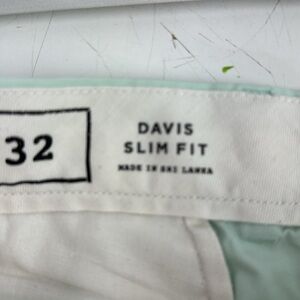 32
DAVIS
SLIM FIT
MADE IN SRI LANKA